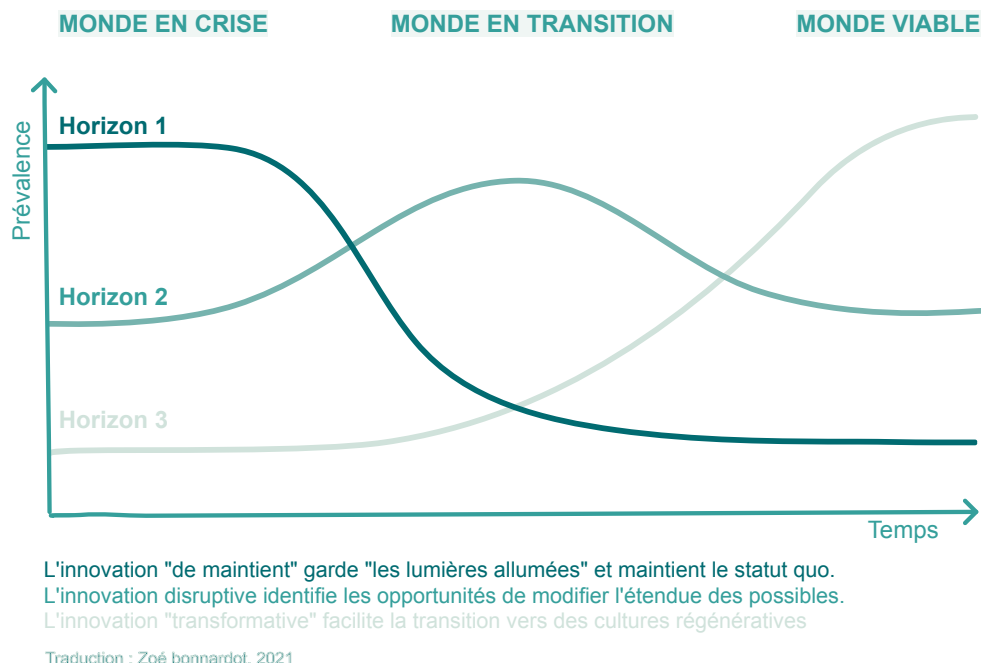 MONDE EN CRISE
MONDE EN TRANSITION
MONDE VIABLE
Prévalence
Horizon 1
Horizon 2
Horizon 3
Temps
L'innovation "de maintient" garde "les lumières allumées" et maintient le statut quo.
L'innovation disruptive identifie les opportunités de modifier l'étendue des possibles.
L'innovation "transformative" facilite la transition vers des cultures régénératives
Traduction : Zoé bonnardot, 2021